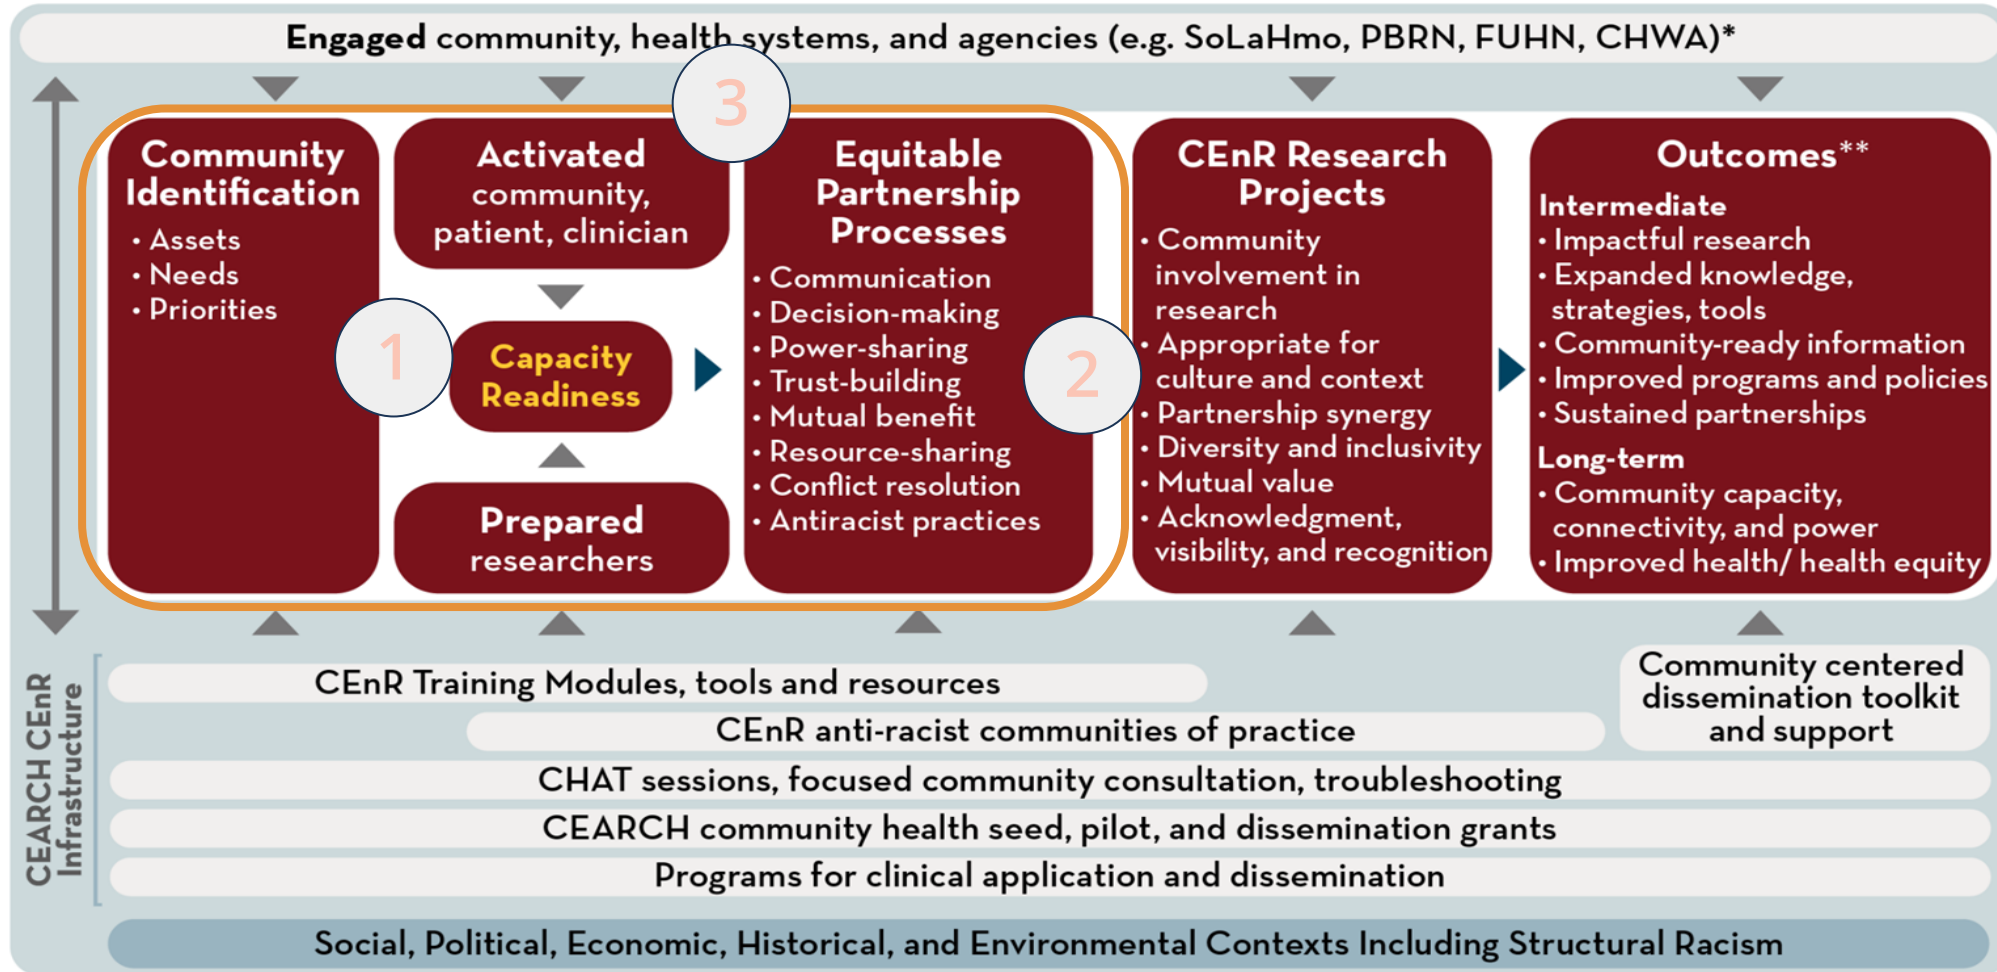 Engaged community, health systems, and agencies (e.g. SoLaHmo, PBRN, FUHN, CHWA)*
3
Community
Identification
• Assets
• Needs
• Priorities
Activated
community,
patient, clinician
1
Capacity
Readiness
Prepared
researchers
Equitable
Partnership
Processes
• Communication
• Decision-making
• Power-sharing
• Trust-building
• Mutual benefit
• Resource-sharing
• Conflict resolution
• Antiracist practices
2
CEnR Research
Projects
• Community
involvement in
research
• Appropriate for
culture and context
• Partnership synergy
• Diversity and inclusivity
• Mutual value
• Acknowledgment,
visibility, and recognition
Outcomes**
Intermediate
• Impactful research
• Expanded knowledge,
strategies, tools
• Community-ready information
• Improved programs and policies
• Sustained partnerships
Long-term
• Community capacity,
connectivity, and power
• Improved health/ health equity
CEARCH CEnR
Infrastructure
CEnR Training Modules, tools and resources
CEnR anti-racist communities of practice
Community centered
dissemination toolkit
and support
CHAT sessions, focused community consultation, troubleshooting
CEARCH community health seed, pilot, and dissemination grants
Programs for clinical application and dissemination
Social, Political, Economic, Historical, and Environmental Contexts Including Structural Racism